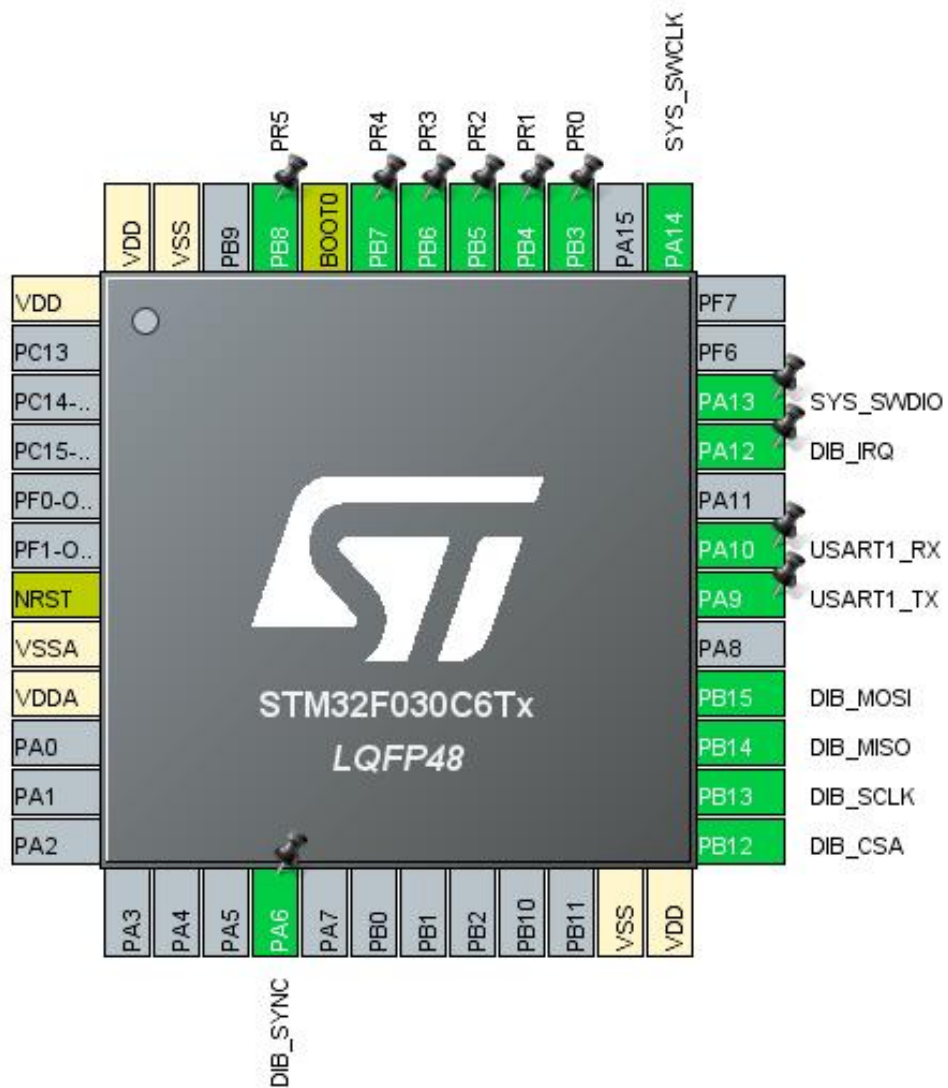 SYS_SWCLK
PR5
PR4
PR3
PR2
PR1
PR0
VDD
VSS
PB9
PB8
BOOT0
PB7
PB6
PB5
PB4
PB3
PA15
PA14
VDD
PC13
PC14-..
PC15-..
PF0-O..
PF1-O..
NRST
VSSA
VDDA
PA0
PA1
PA2
PF7
PF6
PA13 SYS_SWDIO
PA12 DIB_IRQ
PA11
PA10 USART1_RX
PA9 USART1_TX
PA8
PB15 DIB_MOSI
PB14 DIB_MISO
PB13 DIB_SCLK
PB12 DIB_CSA
ST
STM32F030C6Tx
LQFP48
PA3
PA4
PA5
PA6
PA7
PB0
PB1
PB2
PB10
PB11
VSS
VDD
DIB_SYNC